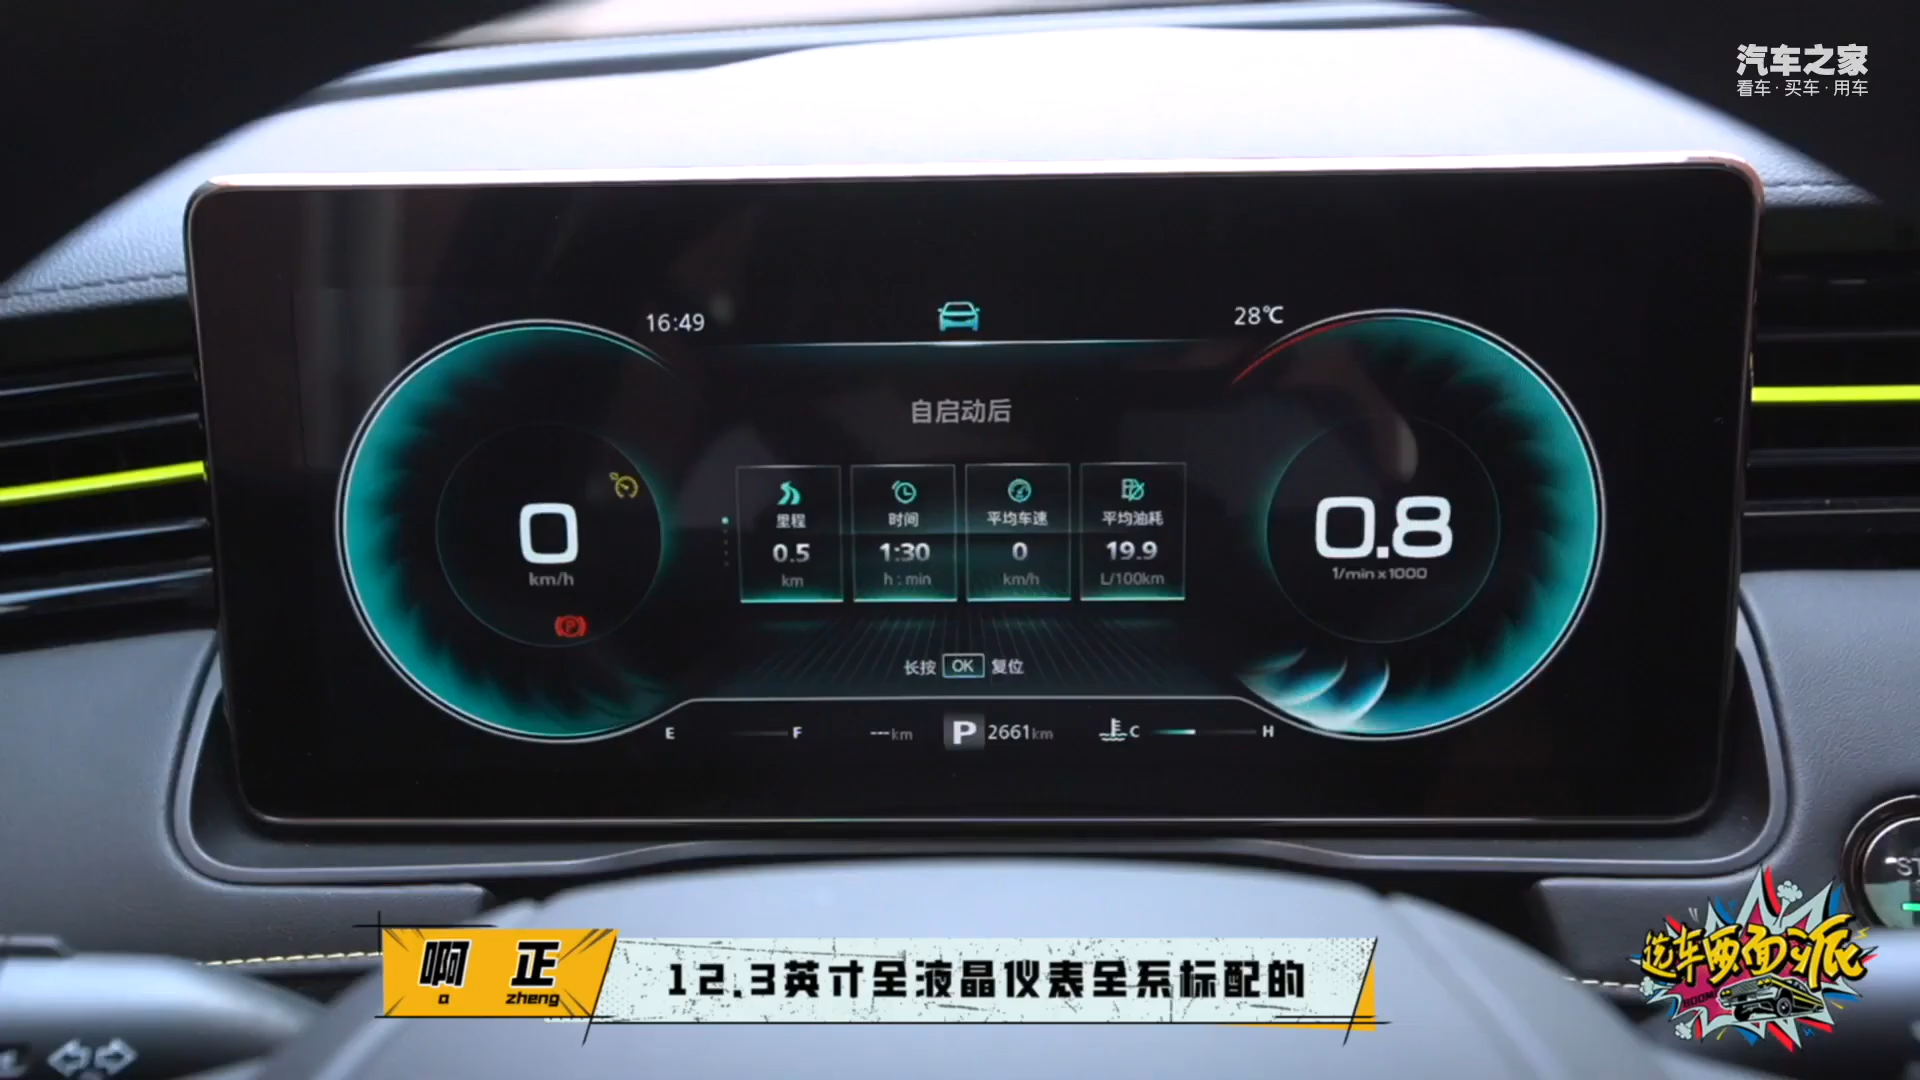 汽车之家
看车·买车·用车
16:49
28℃
自启动后
里程
0.5
km
时间
1:30
h : min
平均车速
0
km/h
平均油耗
19.9
L/100km
0
km/h
0.8
1/min x 1000
长按 OK 复位
E F ---km P 2661km C H
啊 正
a zheng
12.3英寸全液晶仪表全系标配的
选车两面派
BOOM